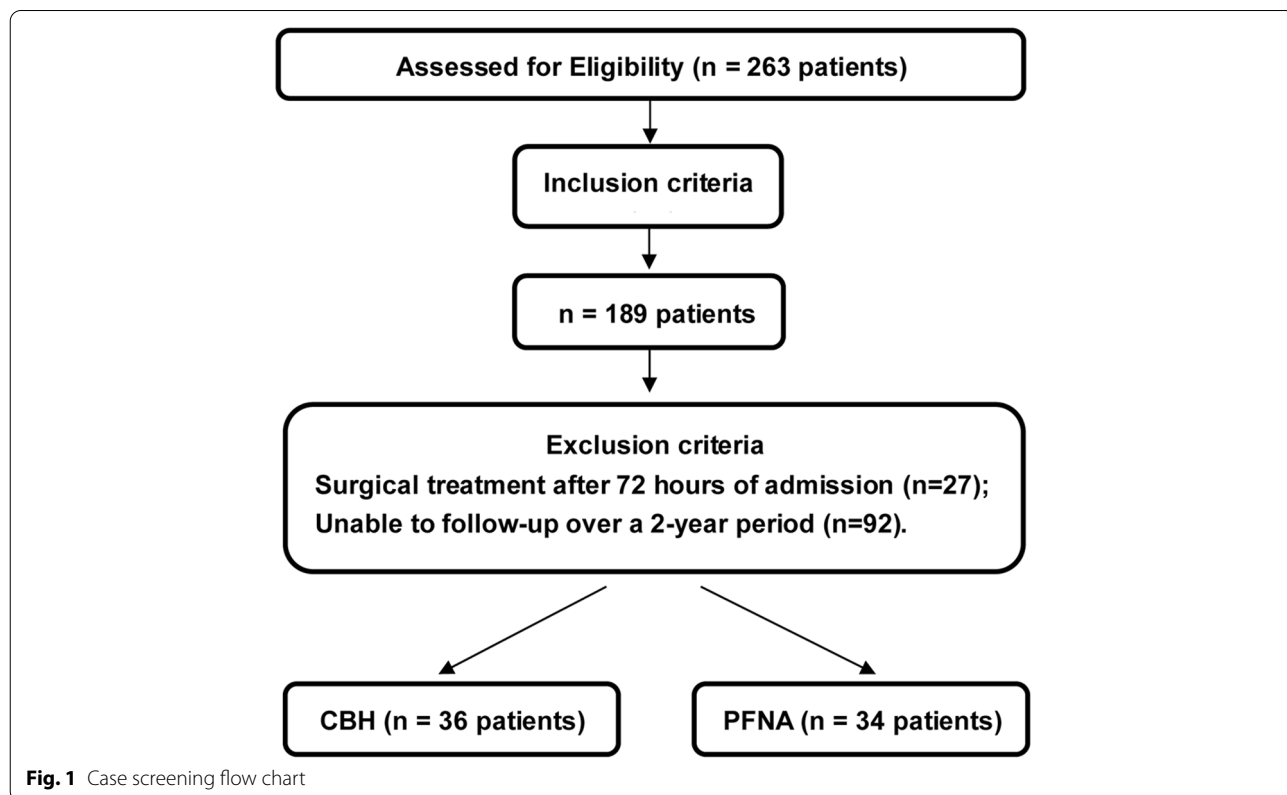 Assessed for Eligibility (n = 263 patients)
Inclusion criteria
n = 189 patients
Exclusion criteria
Surgical treatment after 72 hours of admission (n=27);
Unable to follow-up over a 2-year period (n=92).
CBH (n = 36 patients)
PFNA (n = 34 patients)
Fig. 1 Case screening flow chart